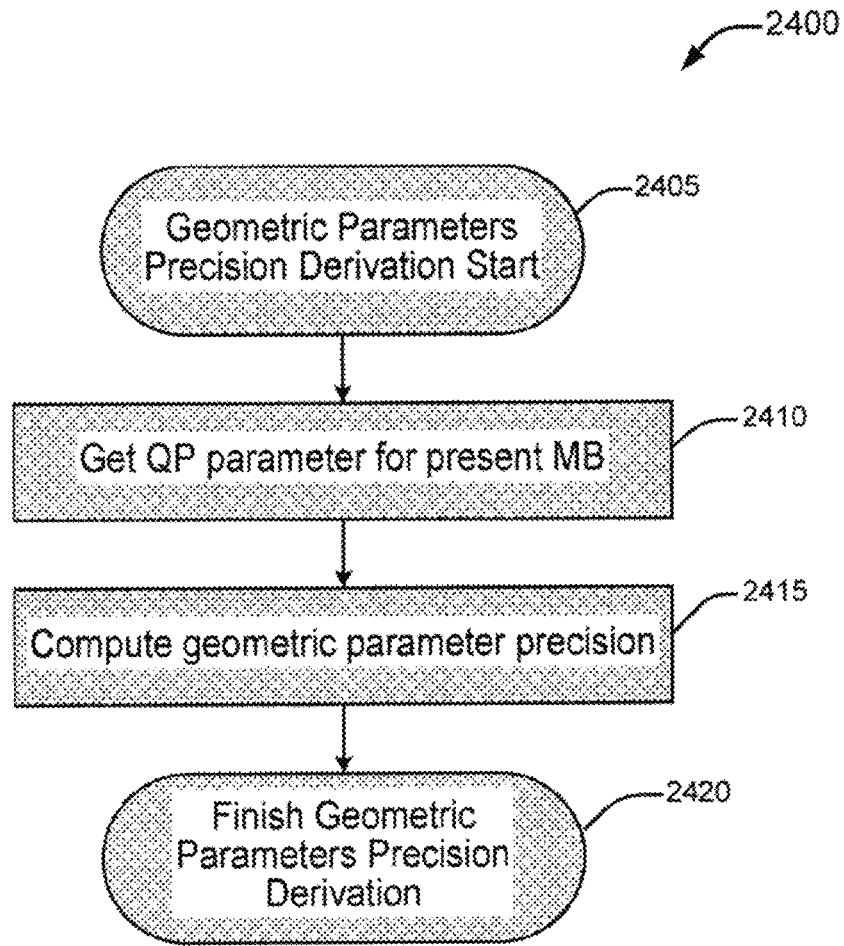 2400
2405
Geometric Parameters
Precision Derivation Start
2410
Get QP parameter for present MB
2415
Compute geometric parameter precision
2420
Finish Geometric
Parameters Precision
Derivation